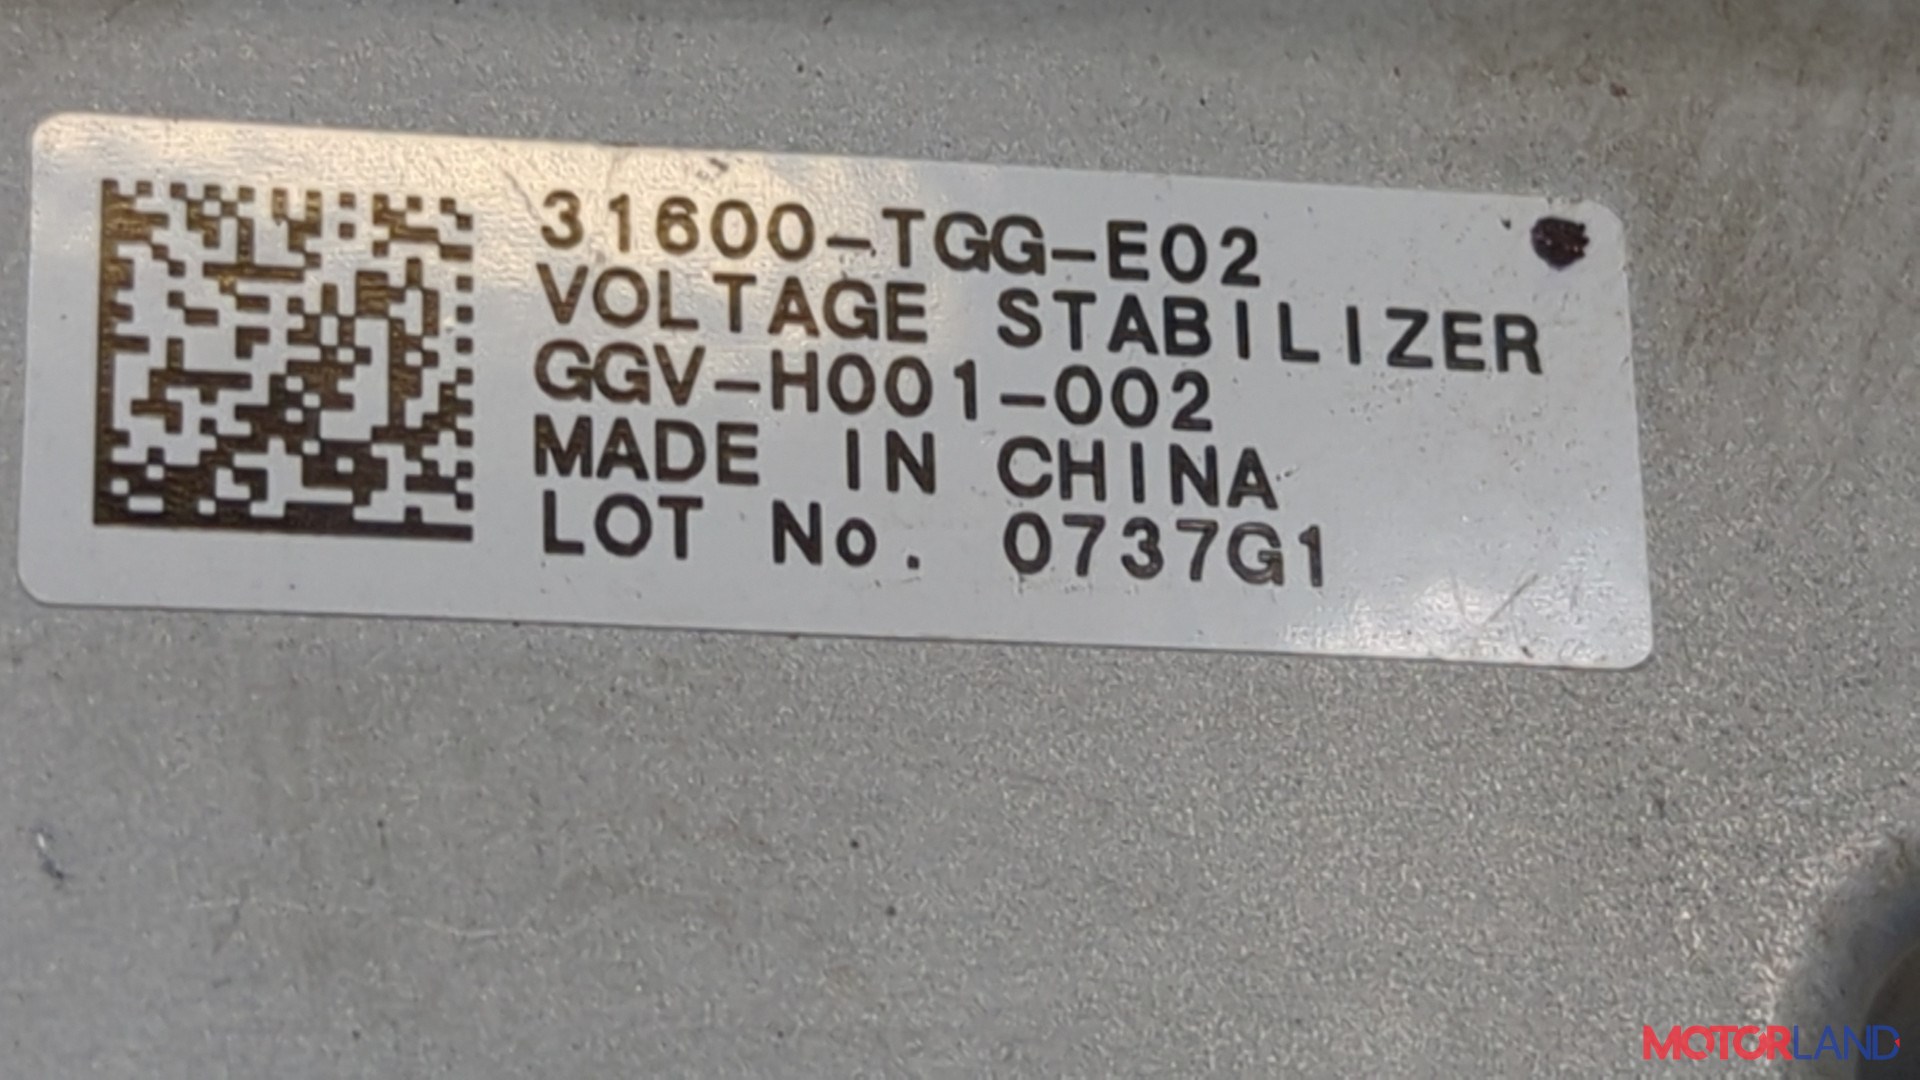 31600-TGG-E02
VOLTAGE STABILIZER
GGV-H001-002
MADE IN CHINA
LOT No. 0737G1
MOTORLAND